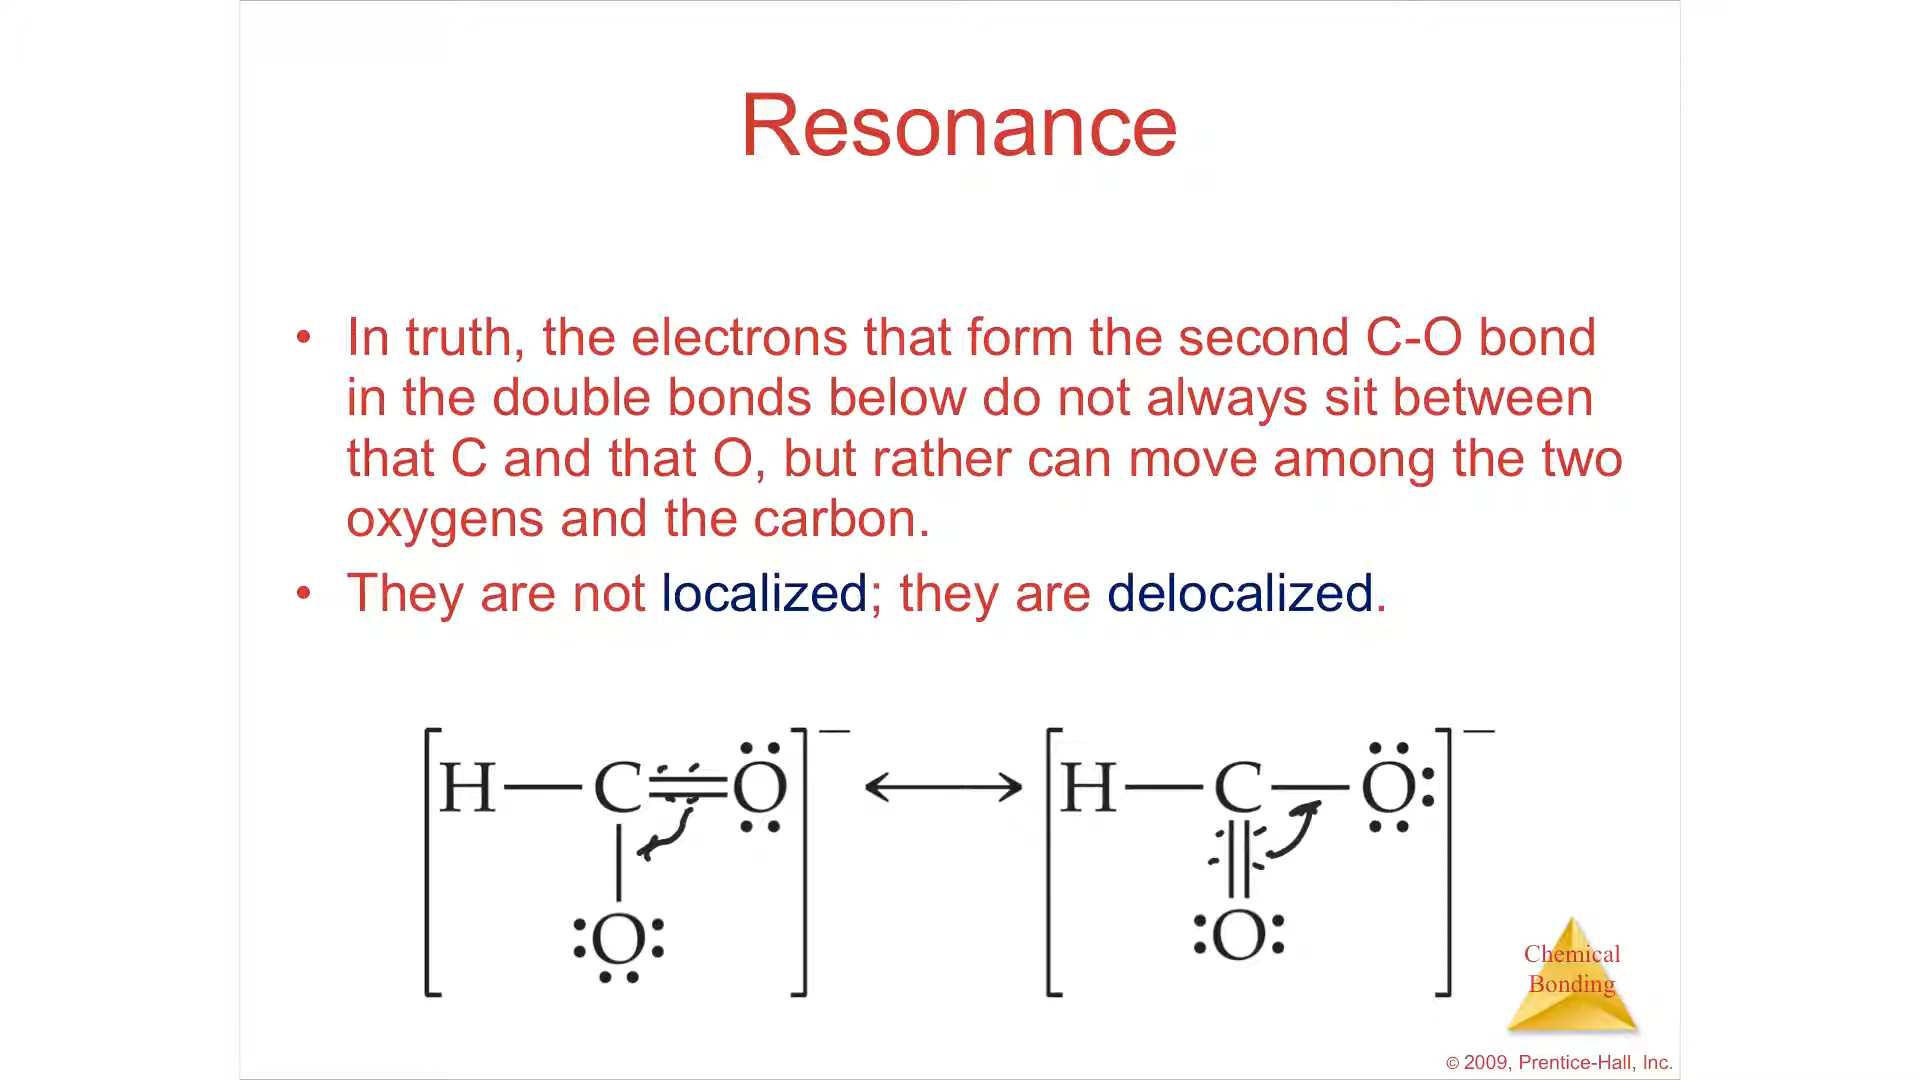 Resonance
• In truth, the electrons that form the second C-O bond
in the double bonds below do not always sit between
that C and that O, but rather can move among the two
oxygens and the carbon.
• They are not localized; they are delocalized.
H C O − H C O −
O O
Chemical
Bonding
© 2009, Prentice-Hall, Inc.